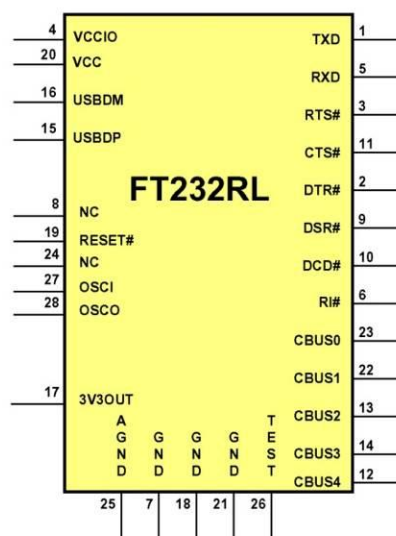 4 VCCIO TXD 1
20 VCC
RXD 5
16 USBDM
RTS# 3
15 USBDP
CTS# 11
FT232RL
DTR# 2
8 NC
DSR# 9
19 RESET#
24 NC
DCD# 10
27 OSCI
28 OSCO
RI# 6
CBUS0 23
CBUS1 22
17 3V3OUT
CBUS2 13
CBUS3 14
CBUS4 12
AGND
GND
GND
GND
TEST
25 7 18 21 26